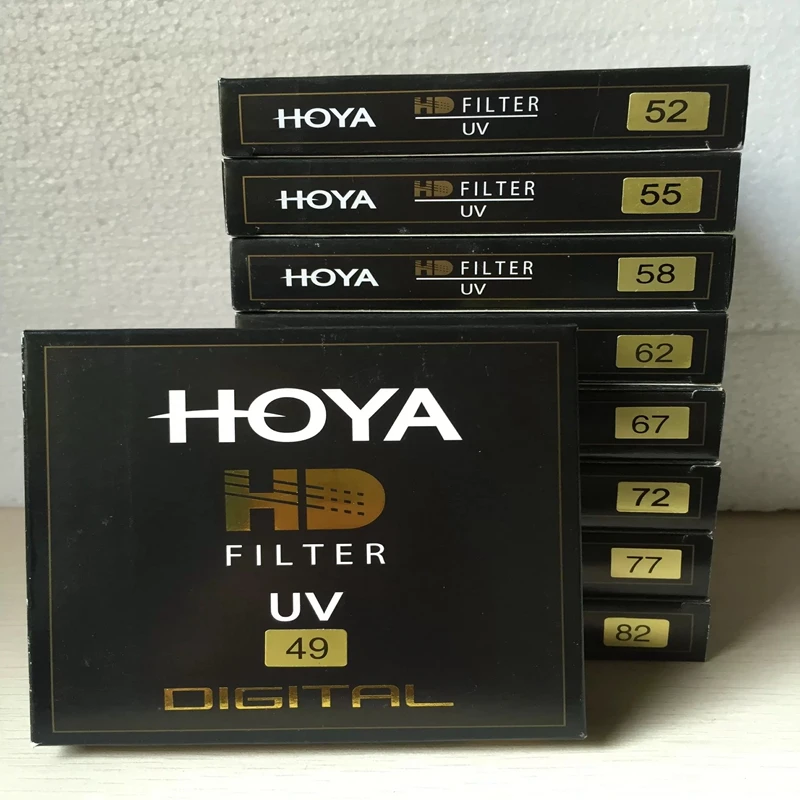 HOYA HD FILTER 52
UV
HOYA HD FILTER 55
UV
HOYA HD FILTER 58
UV
62
67
72
77
82
HOYA
HD
FILTER
UV
49
DIGITAL